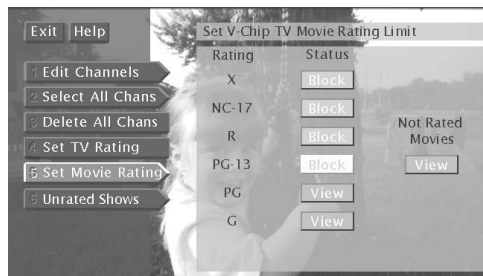 Exit Help
1 Edit Channels
2 Select All Chans
3 Delete All Chans
4 Set TV Rating
5 Set Movie Rating
6 Unrated Shows
Set V-Chip TV Movie Rating Limit
Rating Status
X Block
NC-17 Block
R Block
PG-13 Block
PG View
G View
Not Rated
Movies
View